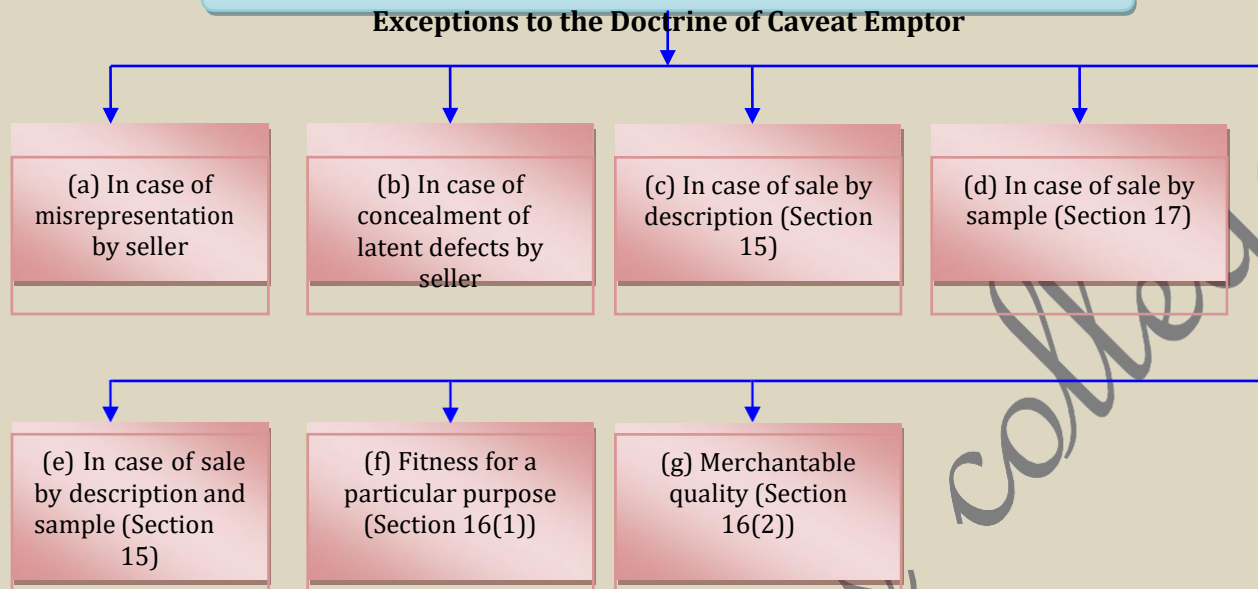 Exceptions to the Doctrine of Caveat Emptor
(a) In case of
misrepresentation
by seller
(b) In case of
concealment of
latent defects by
seller
(c) In case of sale by
description (Section
15)
(d) In case of sale by
sample (Section 17)
(e) In case of sale
by description and
sample (Section
15)
(f) Fitness for a
particular purpose
(Section 16(1))
(g) Merchantable
quality (Section
16(2))